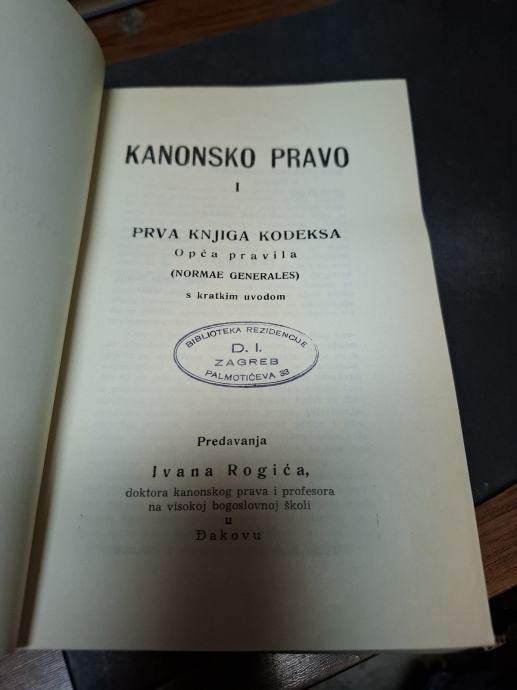 KANONSKO PRAVO
I
PRVA KNJIGA KODEKSA
Opća pravila
(NORMAE GENERALES)
s kratkim uvodom
BIBLIOTEKA REZIDENCIJE
D. I.
ZAGREB
PALMOTIĆEVA 33
Predavanja
Ivana Rogića,
doktora kanonskog prava i profesora
na visokoj bogoslovnoj školi
u
Đakovu